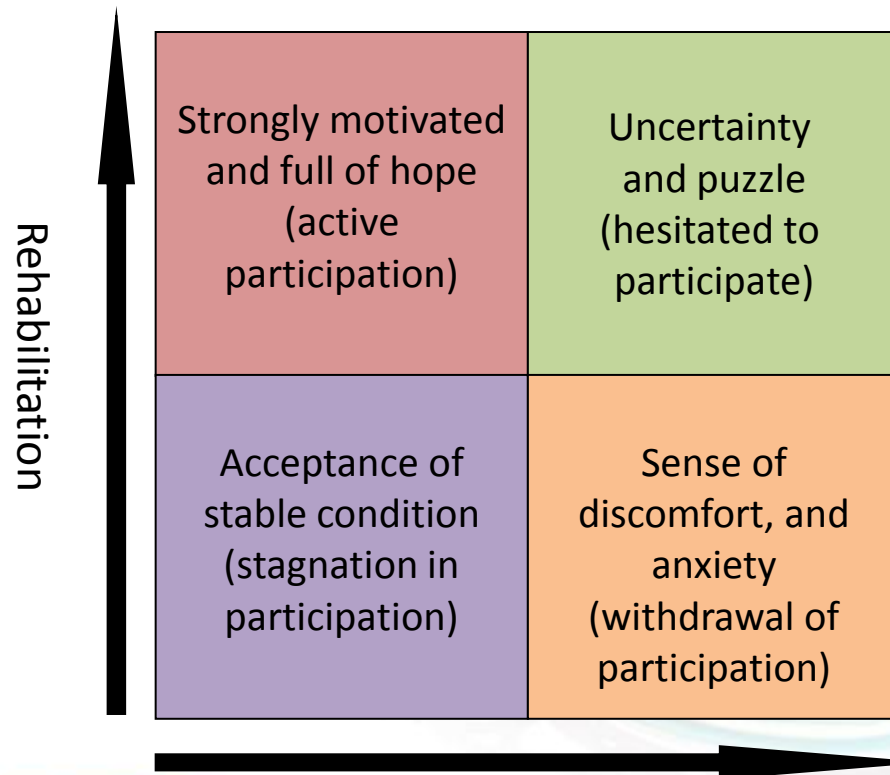 Rehabilitation
Strongly motivated
and full of hope
(active
participation)
Uncertainty
and puzzle
(hesitated to
participate)
Acceptance of
stable condition
(stagnation in
participation)
Sense of
discomfort, and
anxiety
(withdrawal of
participation)